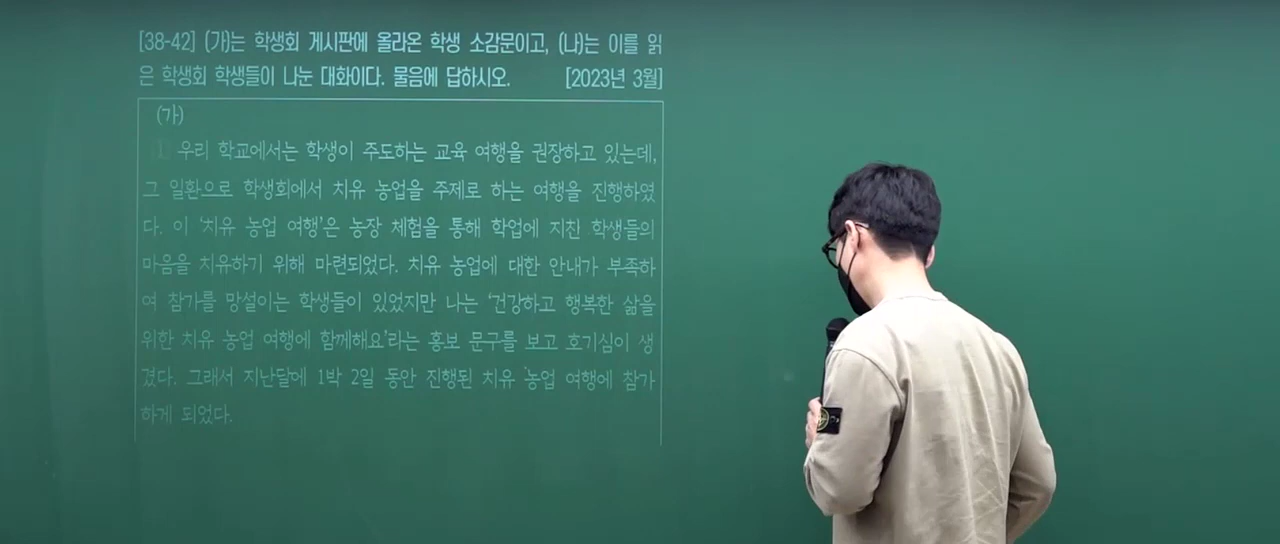 [38-42] (가)는 학생회 게시판에 올라온 학생 소감문이고, (나)는 이를 읽
은 학생회 학생들이 나눈 대화이다. 물음에 답하시오. [2023년 3월]
(가)
1 우리 학교에서는 학생이 주도하는 교육 여행을 권장하고 있는데,
그 일환으로 학생회에서 치유 농업을 주제로 하는 여행을 진행하였
다. 이 ‘치유 농업 여행’은 농장 체험을 통해 학업에 지친 학생들의
마음을 치유하기 위해 마련되었다. 치유 농업에 대한 안내가 부족하
여 참가를 망설이는 학생들이 있었지만 나는 ‘건강하고 행복한 삶을
위한 치유 농업 여행에 함께해요’라는 홍보 문구를 보고 호기심이 생
겼다. 그래서 지난달에 1박 2일 동안 진행된 치유 농업 여행에 참가
하게 되었다.